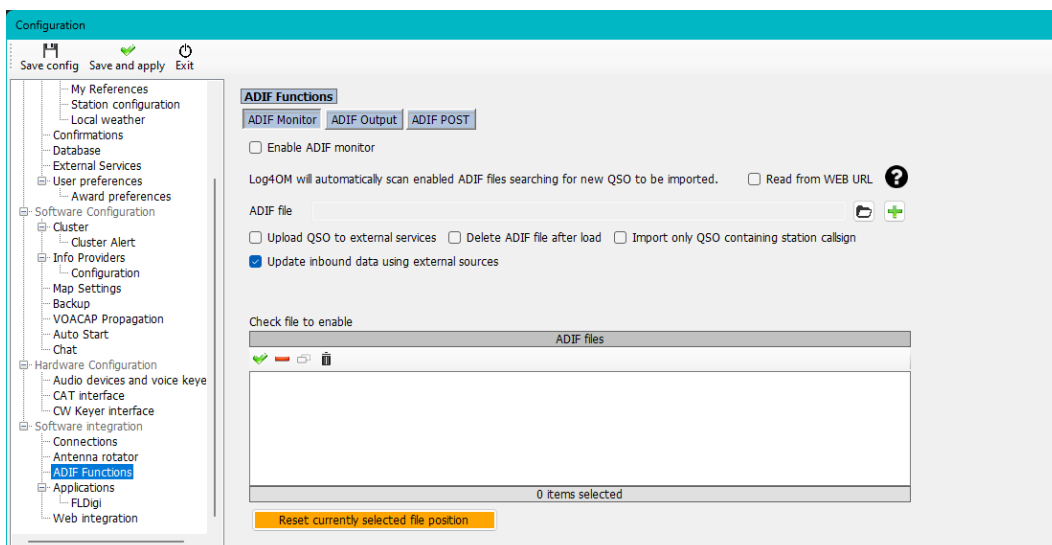 Configuration
Save config Save and apply Exit
My References
Station configuration
Local weather
Confirmations
Database
External Services
User preferences
Award preferences
Software Configuration
Cluster
Cluster Alert
Info Providers
Configuration
Map Settings
Backup
VOACAP Propagation
Auto Start
Chat
Hardware Configuration
Audio devices and voice keye
CAT interface
CW Keyer interface
Software integration
Connections
Antenna rotator
ADIF Functions
Applications
FLDigi
Web integration
ADIF Functions
ADIF Monitor ADIF Output ADIF POST
Enable ADIF monitor
Log4OM will automatically scan enabled ADIF files searching for new QSO to be imported. Read from WEB URL ?
ADIF file
Upload QSO to external services Delete ADIF file after load Import only QSO containing station callsign
Update inbound data using external sources
Check file to enable
ADIF files
0 items selected
Reset currently selected file position